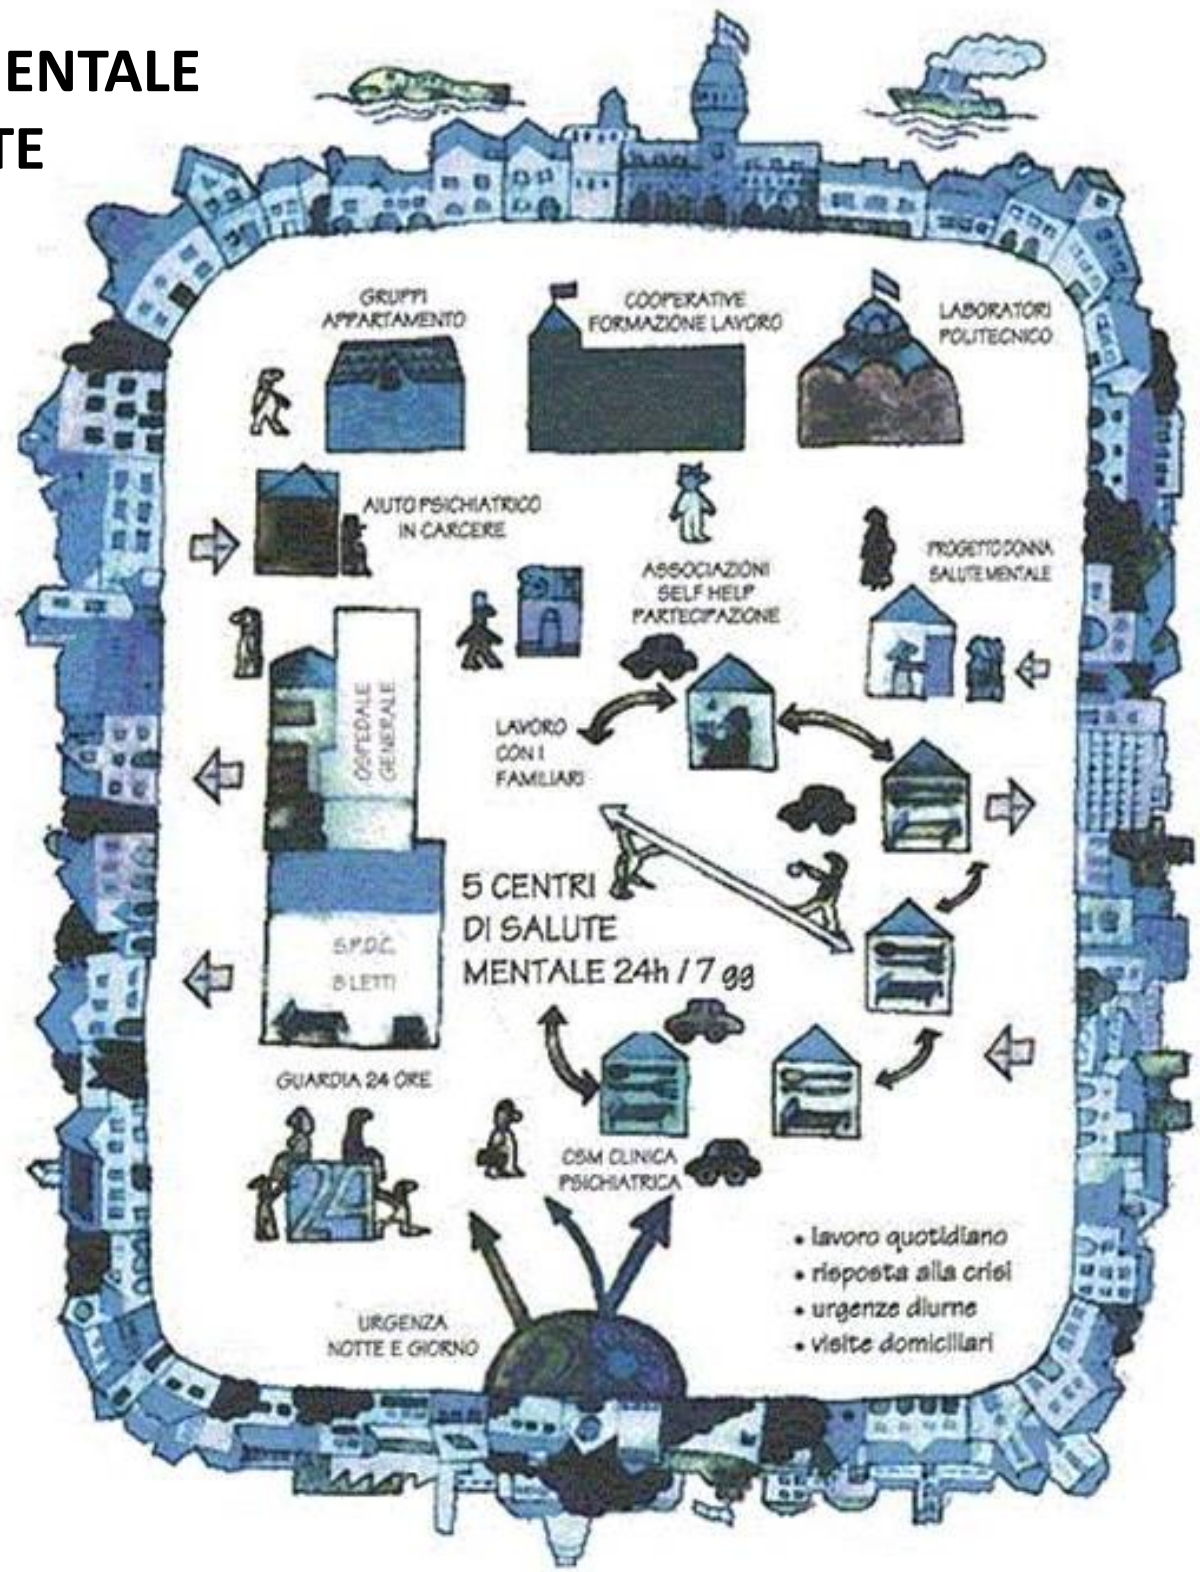 ENTALE
TE
GRUPPI
APPARTAMENTO
COOPERATIVE
FORMAZIONE LAVORO
LABORATORI
POLITECNICO
AIUTO PSICHIATRICO
IN CARCERE
ASSOCIAZIONI
SELF HELP
PARTECIPAZIONE
PROGETTO DONNA
SALUTE MENTALE
OSPEDALE
GENERALE
LAVORO
CON I
FAMILIARI
5 CENTRI
DI SALUTE
MENTALE 24h / 7 gg
S.P.D.C.
8 LETTI
GUARDIA 24 ORE
24
CSM CLINICA
PSICHIATRICA
URGENZA
NOTTE E GIORNO
• lavoro quotidiano
• risposta alla crisi
• urgenze diurne
• visite domiciliari